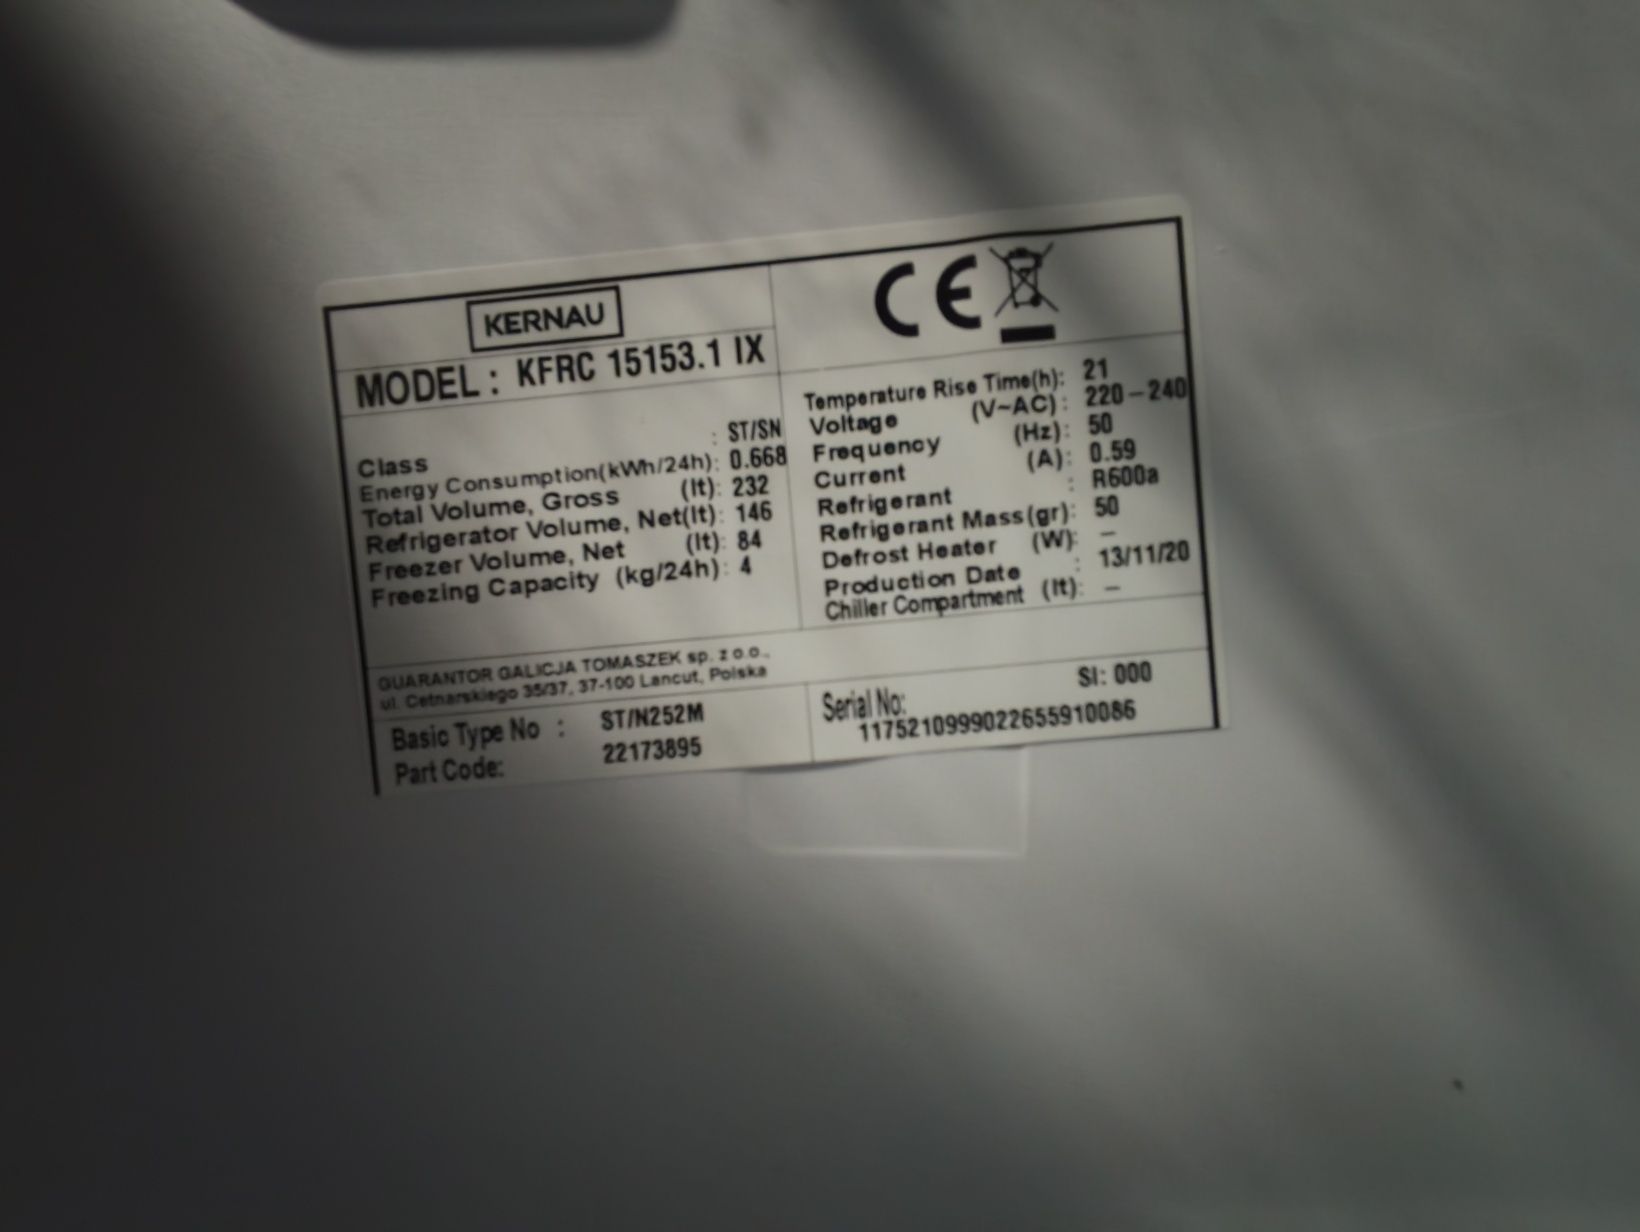 KERNAU
CE
MODEL : KFRC 15153.1 IX
Class : ST/SN
Energy Consumption(kWh/24h): 0.668
Total Volume, Gross (lt): 232
Refrigerator Volume, Net(lt): 146
Freezer Volume, Net (lt): 84
Freezing Capacity (kg/24h): 4
Temperature Rise Time(h): 21
Voltage (V~AC): 220-240
Frequency (Hz): 50
Current (A): 0.59
Refrigerant : R600a
Refrigerant Mass(gr): 50
Defrost Heater (W): –
Production Date : 13/11/20
Chiller Compartment (lt): –
GUARANTOR GALICJA TOMASZEK sp. z o.o.,
ul. Cetnarskiego 35/37, 37-100 Lancut, Polska
Basic Type No : ST/N252M
Part Code: 22173895
Serial No: SI: 000
1175210999022655910086